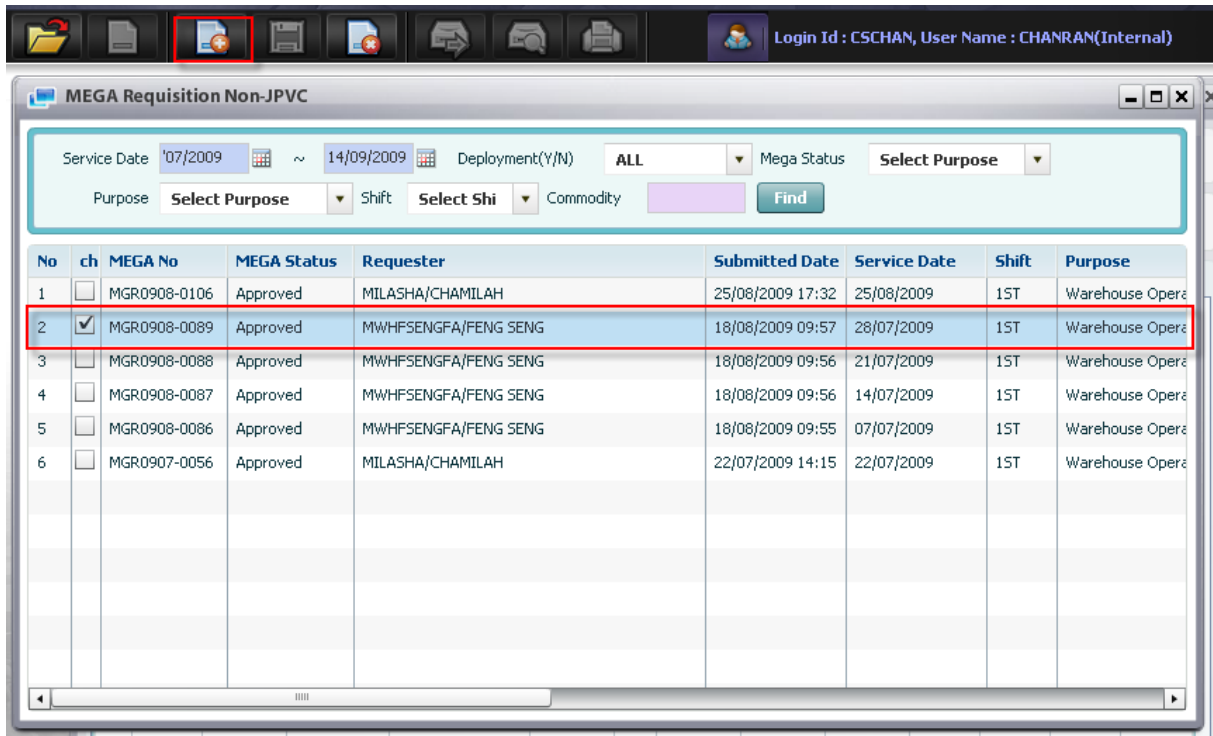 Login Id : CSCHAN, User Name : CHANRAN(Internal)
MEGA Requisition Non-JPVC
Service Date '07/2009 ~ 14/09/2009 Deployment(Y/N) ALL Mega Status Select Purpose
Purpose Select Purpose Shift Select Shi Commodity Find
No ch MEGA No MEGA Status Requester Submitted Date Service Date Shift Purpose
1 MGR0908-0106 Approved MILASHA/CHAMILAH 25/08/2009 17:32 25/08/2009 1ST Warehouse Opera
2 MGR0908-0089 Approved MWHFSENGFA/FENG SENG 18/08/2009 09:57 28/07/2009 1ST Warehouse Opera
3 MGR0908-0088 Approved MWHFSENGFA/FENG SENG 18/08/2009 09:56 21/07/2009 1ST Warehouse Opera
4 MGR0908-0087 Approved MWHFSENGFA/FENG SENG 18/08/2009 09:56 14/07/2009 1ST Warehouse Opera
5 MGR0908-0086 Approved MWHFSENGFA/FENG SENG 18/08/2009 09:55 07/07/2009 1ST Warehouse Opera
6 MGR0907-0056 Approved MILASHA/CHAMILAH 22/07/2009 14:15 22/07/2009 1ST Warehouse Opera